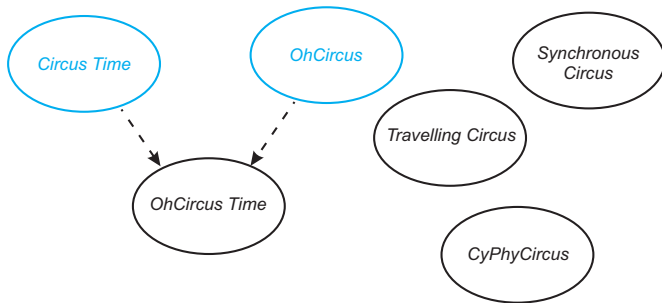 Circus Time
OhCircus
Synchronous
Circus
Travelling Circus
OhCircus Time
CyPhyCircus